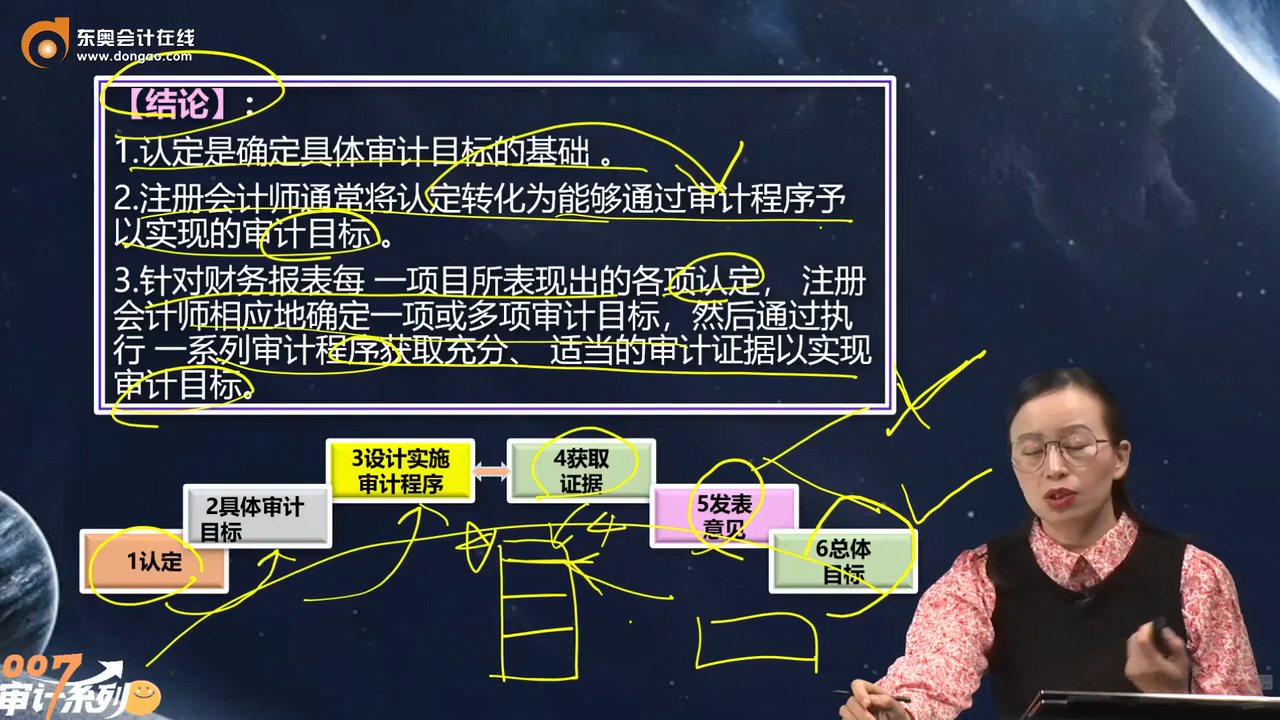 东奥会计在线
www.dongao.com
【结论】：
1.认定是确定具体审计目标的基础 。
2.注册会计师通常将认定转化为能够通过审计程序予
以实现的审计目标 。
3.针对财务报表每 一项目所表现出的各项认定， 注册
会计师相应地确定一项或多项审计目标，然后通过执
行 一系列审计程序获取充分、 适当的审计证据以实现
审计目标。
1认定
2具体审计
目标
3设计实施
审计程序
4获取
证据
5发表
意见
6总体
目标
4
007
审计系列